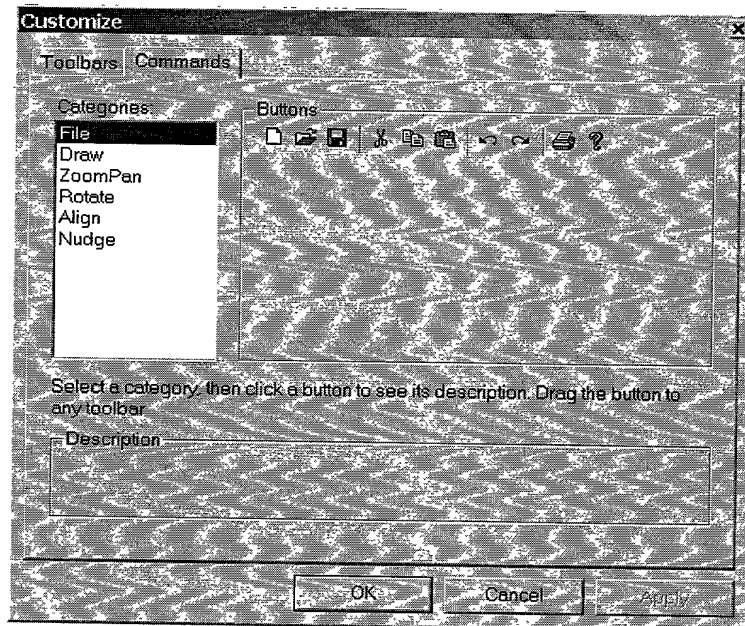 Customize
Toolbars
Commands
Categories
File
Draw
ZoomPan
Rotate
Align
Nudge
Buttons
Select a category, then click a button to see its description. Drag the button to
any toolbar
Description
OK
Cancel
Apply